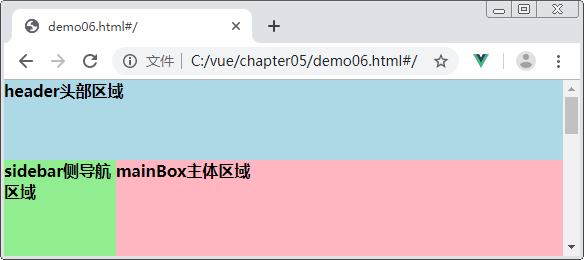 demo06.html#/
文件 C:/vue/chapter05/demo06.html#/
header头部区域
sidebar侧导航
区域
mainBox主体区域